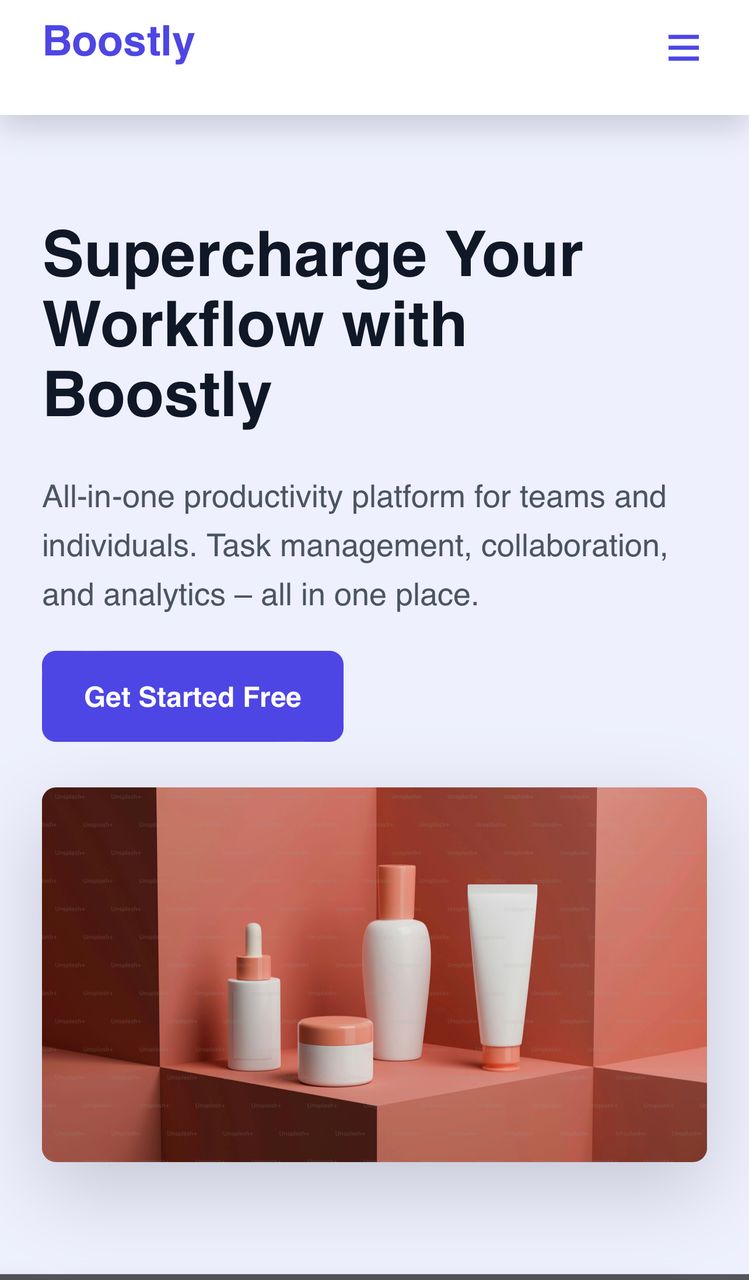 Boostly
Supercharge Your
Workflow with
Boostly
All-in-one productivity platform for teams and
individuals. Task management, collaboration,
and analytics – all in one place.
Get Started Free
Unsplash+